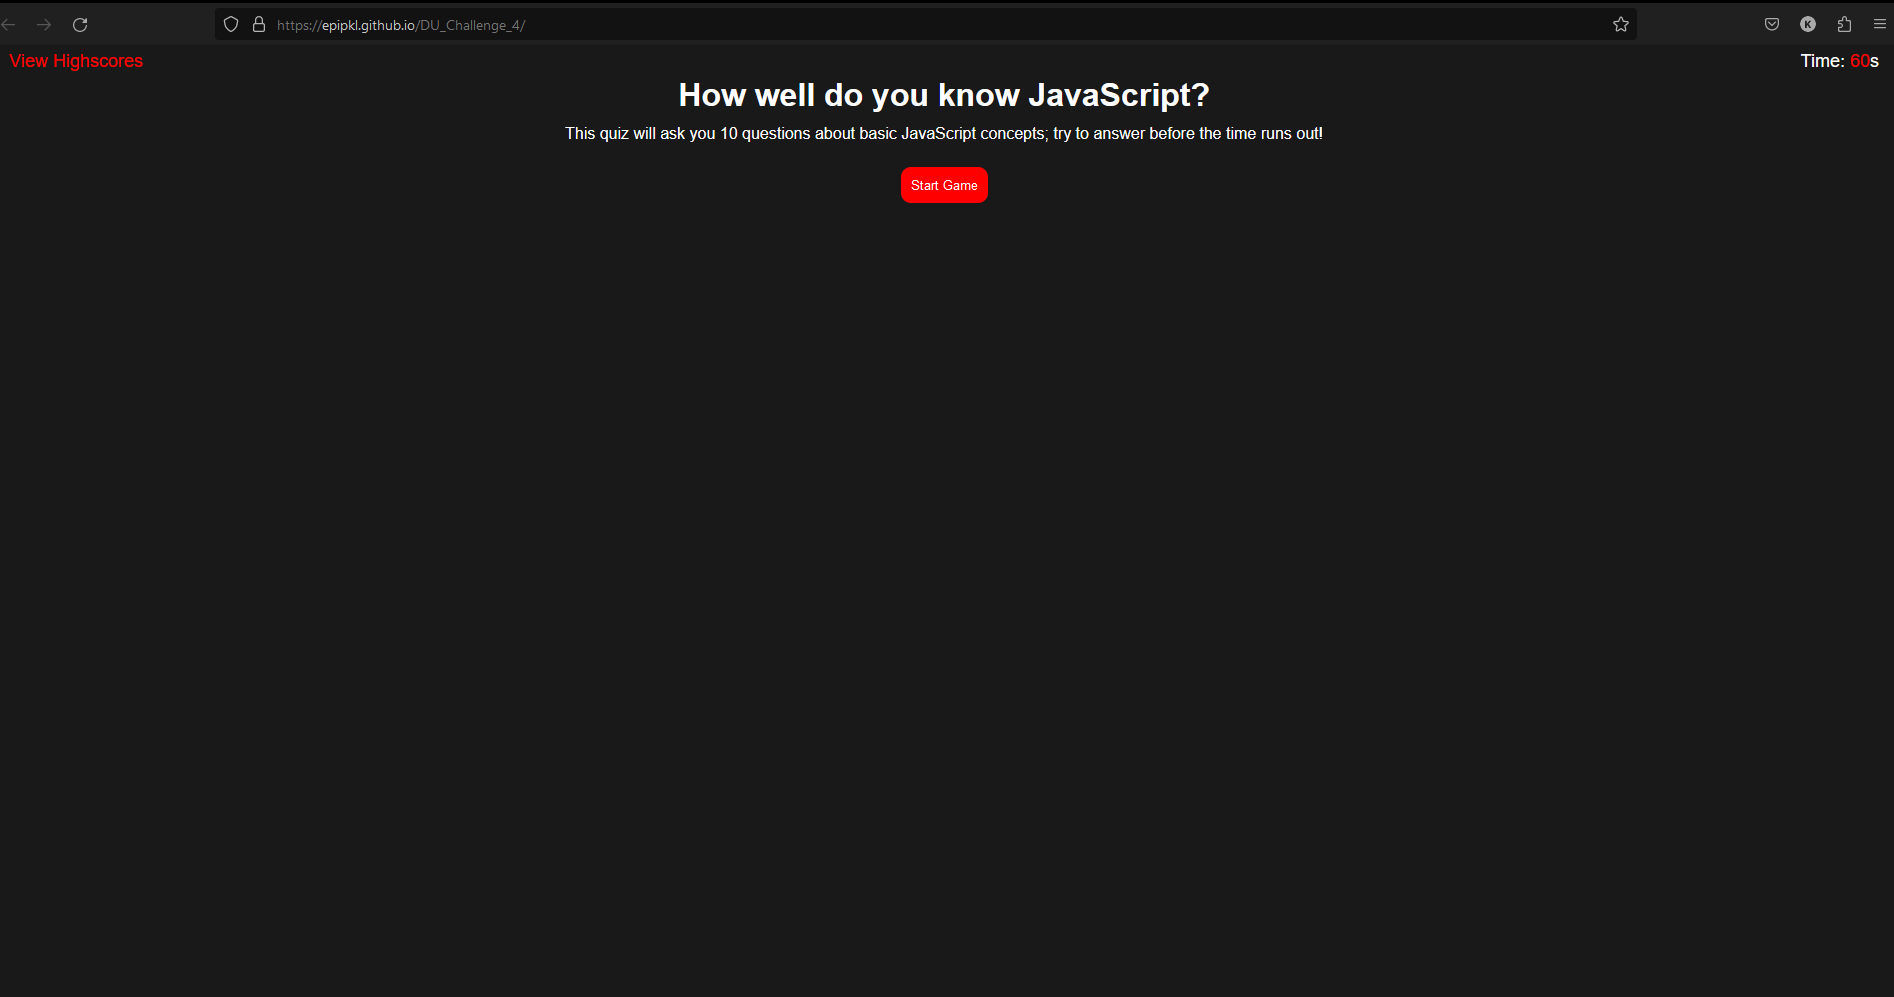 https://epipkl.github.io/DU_Challenge_4/
K
View Highscores
Time: 60s
How well do you know JavaScript?
This quiz will ask you 10 questions about basic JavaScript concepts; try to answer before the time runs out!
Start Game